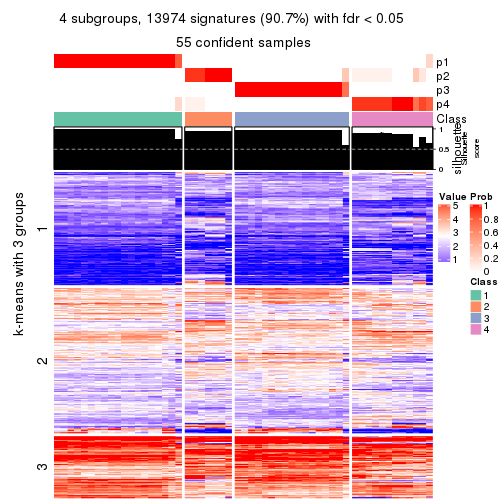 4 subgroups, 13974 signatures (90.7%) with fdr < 0.05
55 confident samples
p1
p2
p3
p4
Class
1
0.5
0
silhouette
Silhouette
score
k-means with 3 groups
1
2
3
Value
5
4
3
2
1
Prob
1
0.8
0.6
0.4
0.2
0
Class
1
2
3
4